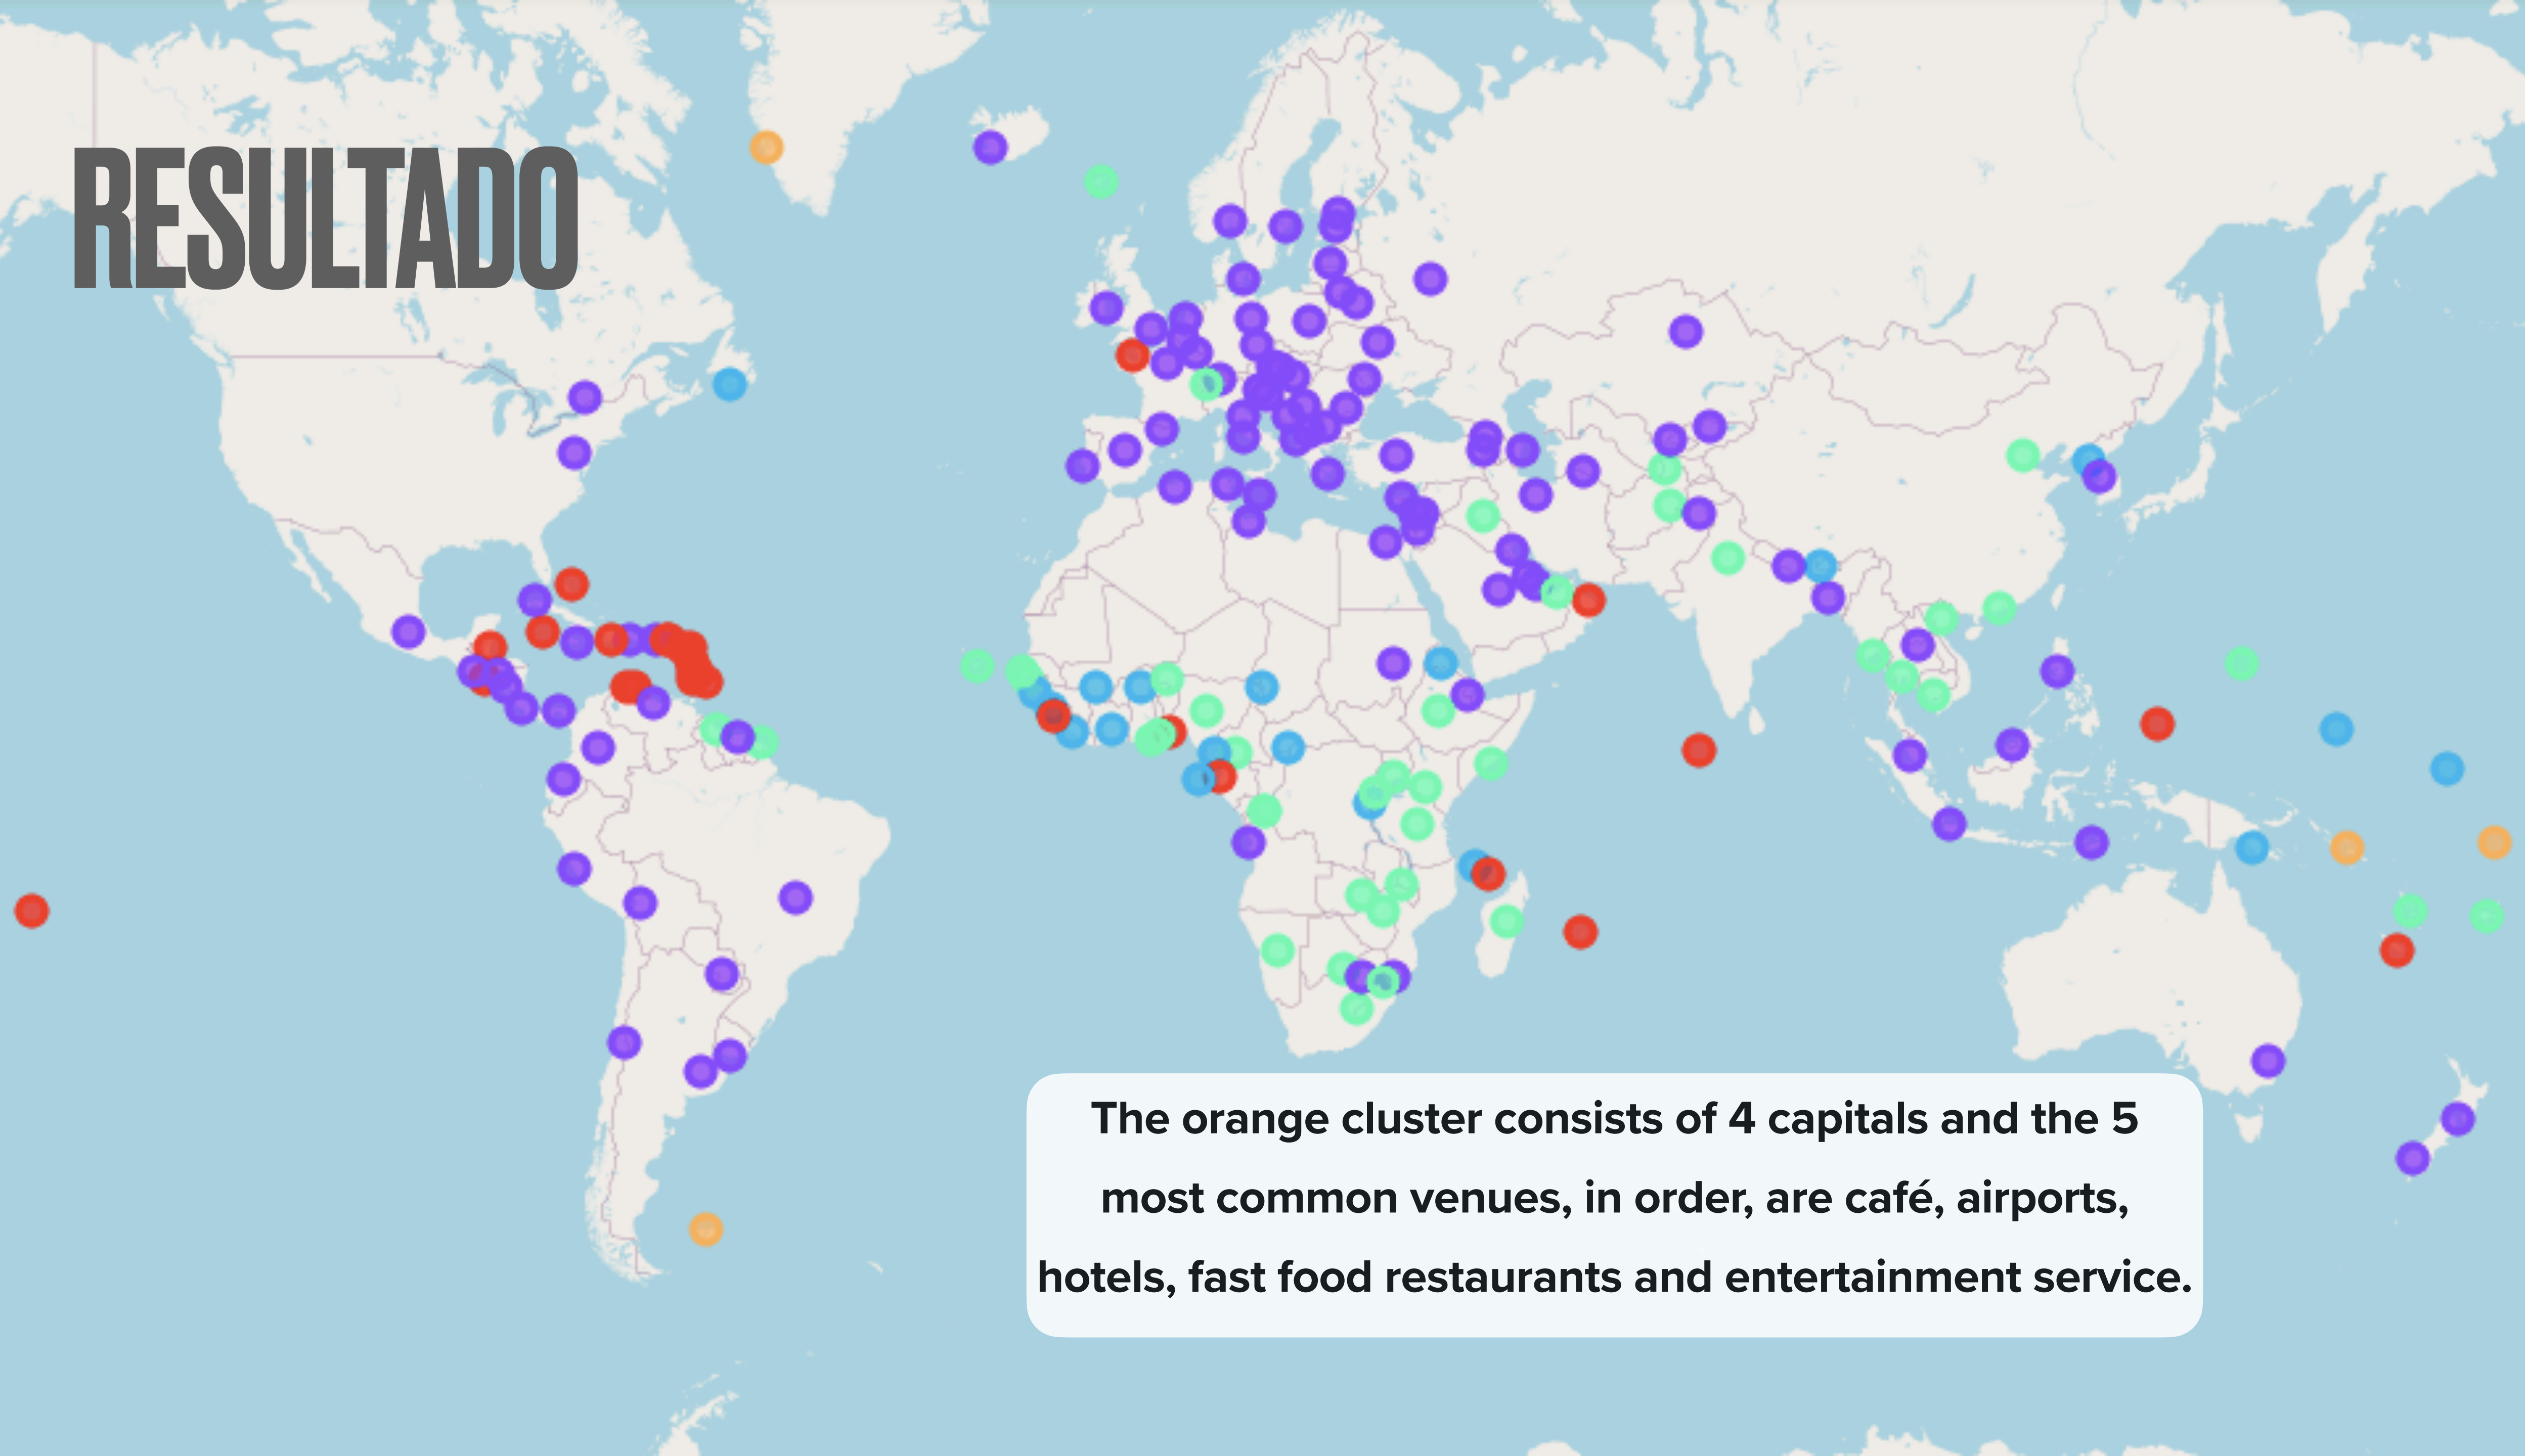 RESULTADO
The orange cluster consists of 4 capitals and the 5
most common venues, in order, are café, airports,
hotels, fast food restaurants and entertainment service.